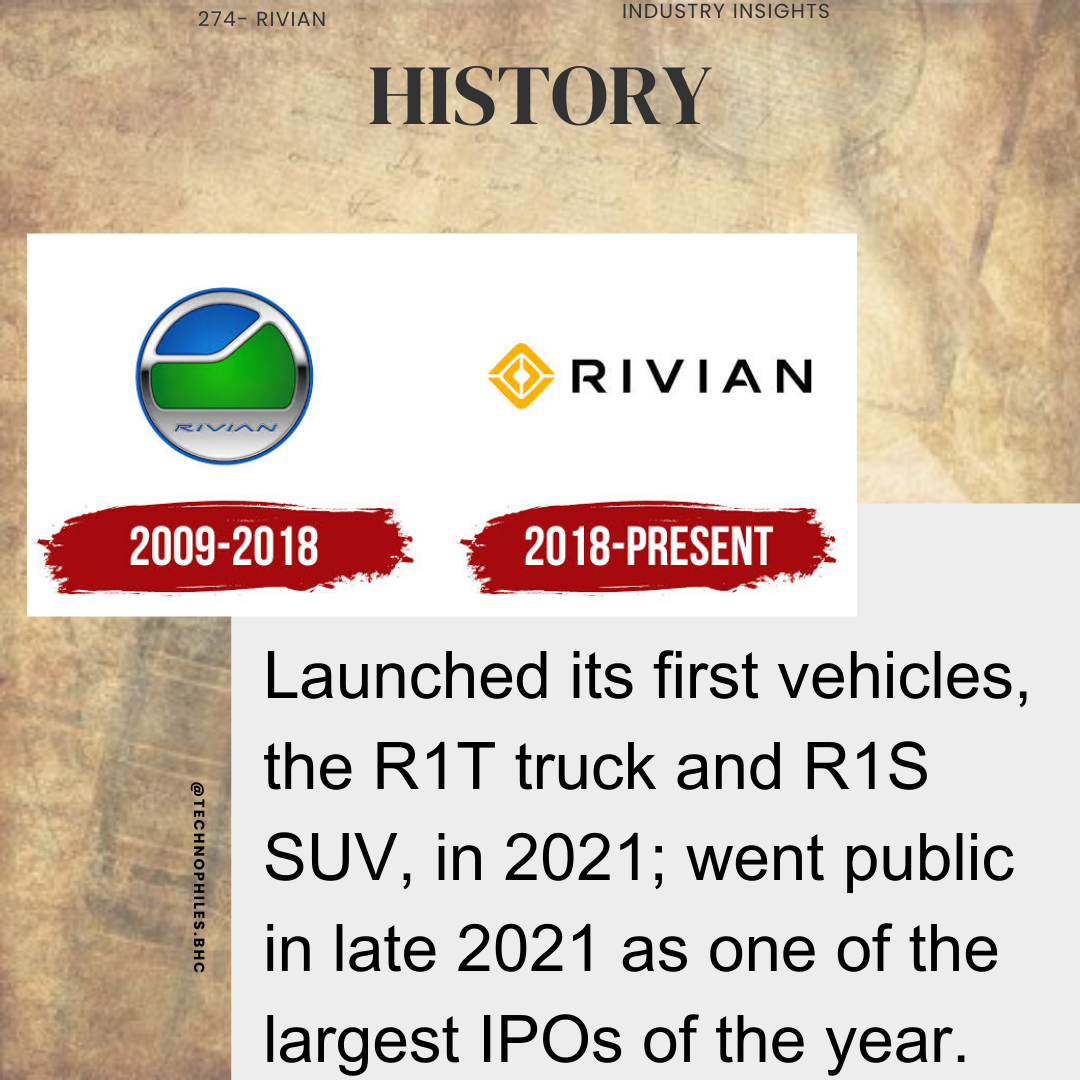 274- RIVIAN
INDUSTRY INSIGHTS
HISTORY
RIVIAN
RIVIAN
2009-2018
2018-PRESENT
Launched its first vehicles,
the R1T truck and R1S
SUV, in 2021; went public
in late 2021 as one of the
largest IPOs of the year.
@TECHNOPHILES.BHC